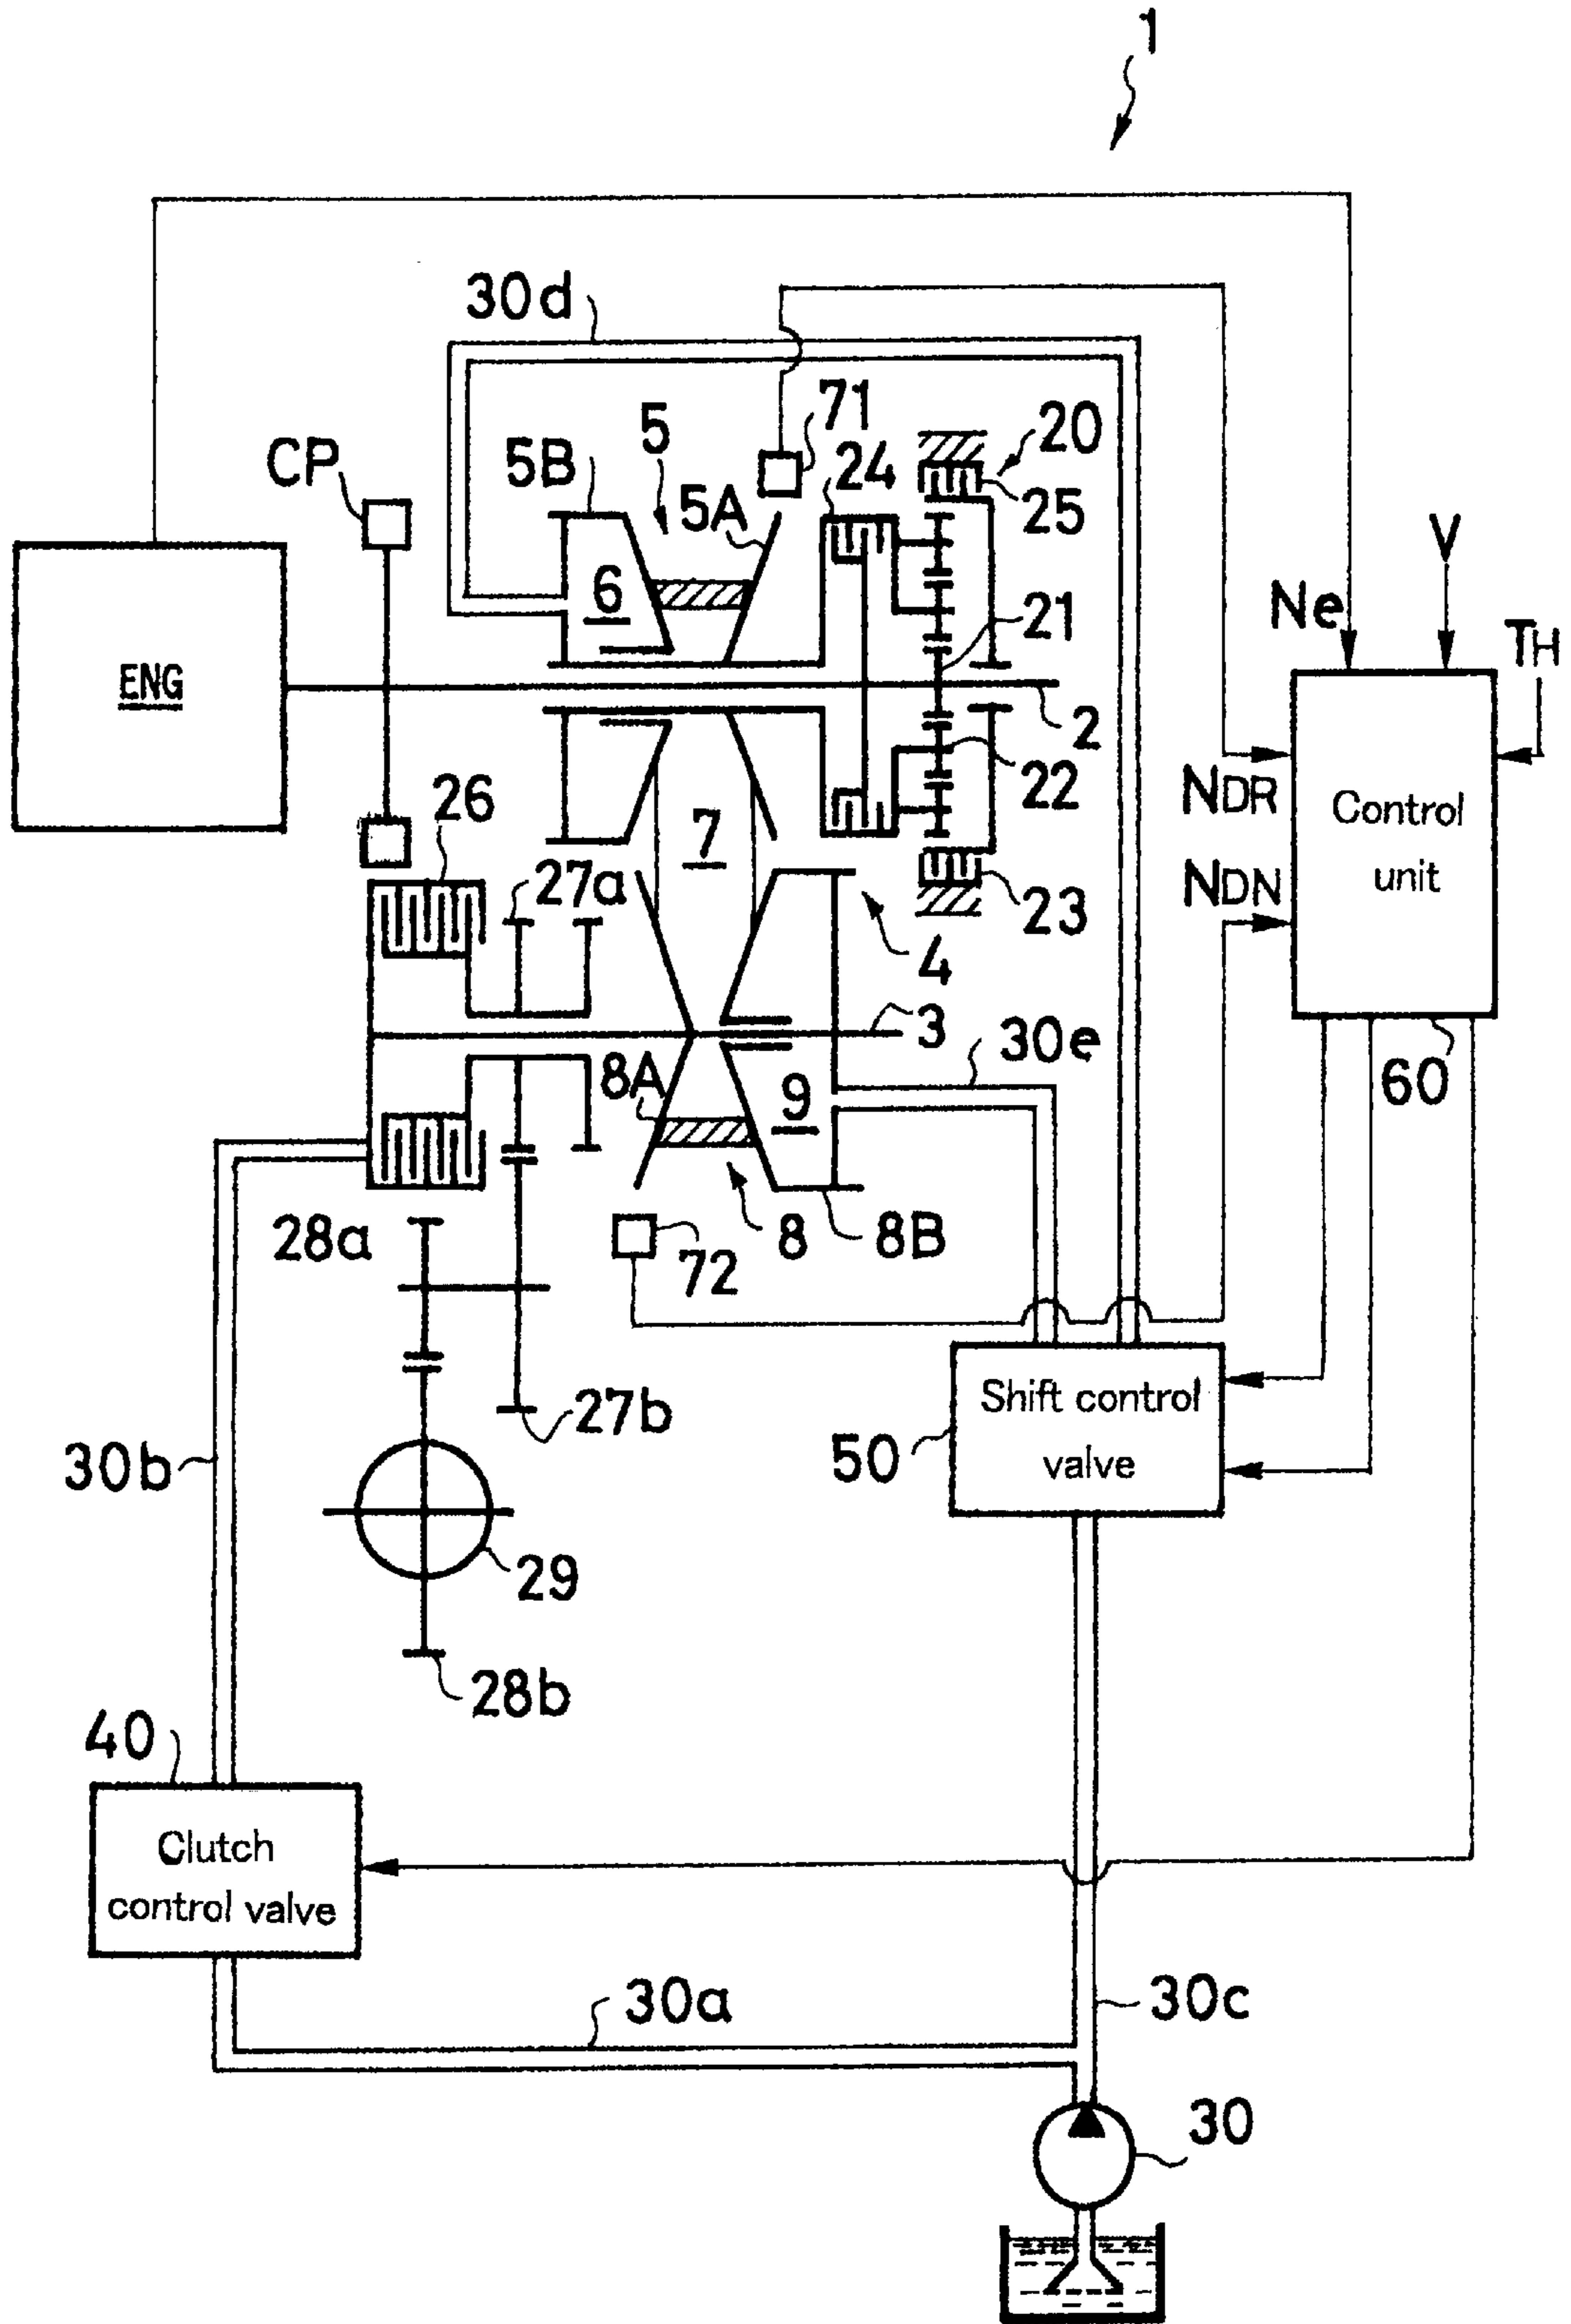 1
30d
71
5
5B
5A
24
20
25
CP
6
21
V
Ne
TH
ENG
2
22
NDR
Control
unit
26
27a
7
NDN
23
4
3
30e
60
8A
9
28a
72
8
8B
27b
Shift control
valve
50
30b
29
28b
40
Clutch
control valve
30a
30c
30